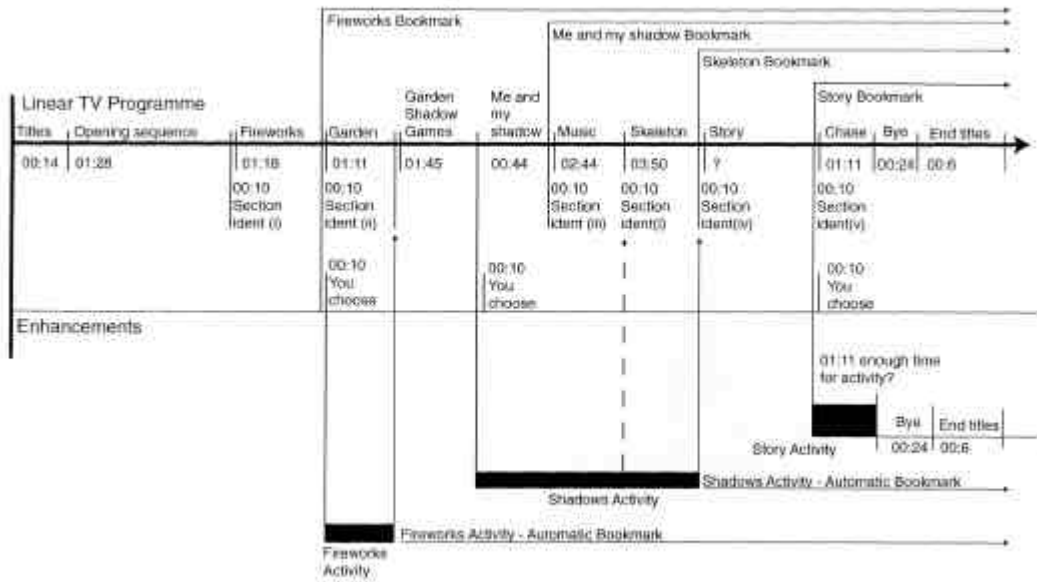 Fireworks Bookmark
Me and my shadow Bookmark
Skeleton Bookmark
Story Bookmark
Linear TV Programme
Titles
Opening sequence
Fireworks
Garden
Garden
Shadow
Games
Me and
my
shadow
Music
Skeleton
Story
Chase
Bye
End titles
00:14
01:28
01:18
01:11
01:45
00:44
02:44
03:50
?
01:11
00:24
00:6
00:10
Section
ident (i)
00:10
Section
ident (ii)
00:10
Section
ident (iii)
00:10
Section
ident(i)
00:10
Section
ident(iv)
00:10
Section
ident(v)
00:10
You
choose
00:10
You
choose
00:10
You
choose
Enhancements
01:11 enough time
for activity?
Bye
End titles
Story Activity
00:24
00:6
Shadows Activity - Automatic Bookmark
Shadows Activity
Fireworks Activity - Automatic Bookmark
Fireworks
Activity